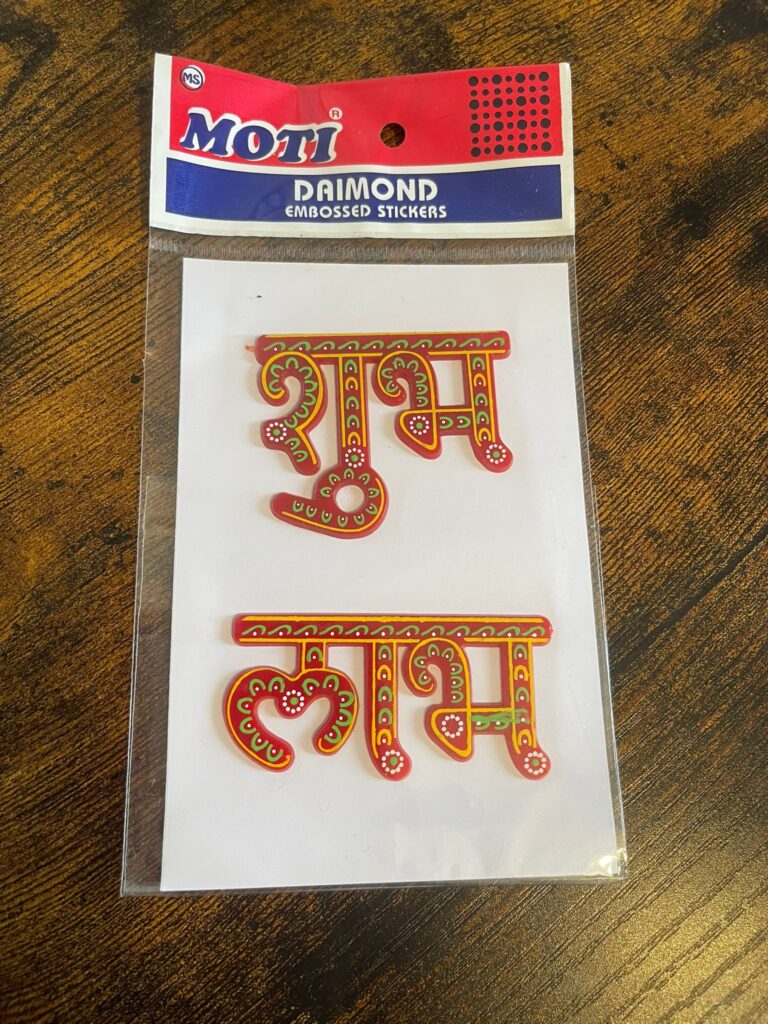 MS
MOTI®
DAIMOND
EMBOSSED STICKERS
शुभ
लाभ